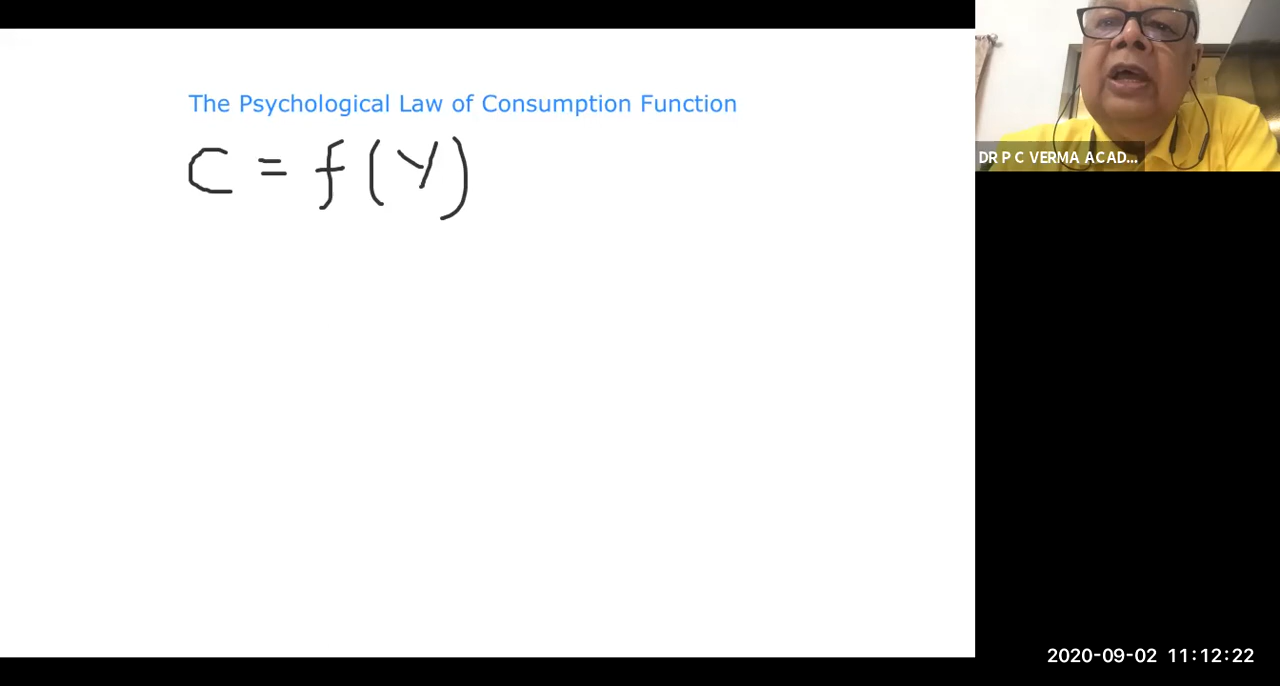 The Psychological Law of Consumption Function
C = f(Y)
DR P C VERMA ACAD...
2020-09-02 11:12:22